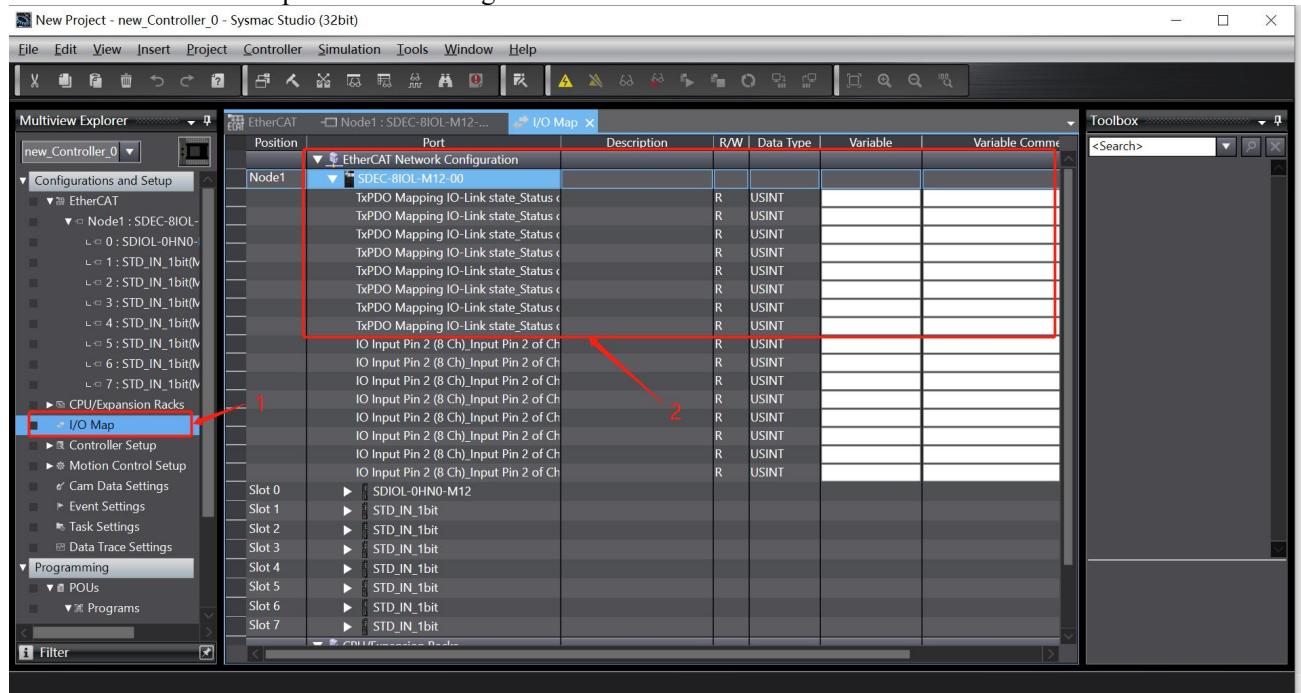 New Project - new_Controller_0 - Sysmac Studio (32bit)
File Edit View Insert Project Controller Simulation Tools Window Help
Multiview Explorer
new_Controller_0
Configurations and Setup
EtherCAT
Node1 : SDEC-8IOL-
0 : SDIOL-0HN0-
1 : STD_IN_1bit(
2 : STD_IN_1bit(
3 : STD_IN_1bit(
4 : STD_IN_1bit(
5 : STD_IN_1bit(
6 : STD_IN_1bit(
7 : STD_IN_1bit(
CPU/Expansion Racks
I/O Map
Controller Setup
Motion Control Setup
Cam Data Settings
Event Settings
Task Settings
Data Trace Settings
Programming
POUs
Programs
Filter
1
EtherCAT Node1 : SDEC-8IOL-M12-... I/O Map
Position Port Description R/W Data Type Variable Variable Comme
EtherCAT Network Configuration
Node1 SDEC-8IOL-M12-00
TxPDO Mapping IO-Link state_Status R USINT
TxPDO Mapping IO-Link state_Status R USINT
TxPDO Mapping IO-Link state_Status R USINT
TxPDO Mapping IO-Link state_Status R USINT
TxPDO Mapping IO-Link state_Status R USINT
TxPDO Mapping IO-Link state_Status R USINT
TxPDO Mapping IO-Link state_Status R USINT
TxPDO Mapping IO-Link state_Status R USINT
IO Input Pin 2 (8 Ch)_Input Pin 2 of Ch R USINT
IO Input Pin 2 (8 Ch)_Input Pin 2 of Ch R USINT
IO Input Pin 2 (8 Ch)_Input Pin 2 of Ch R USINT
IO Input Pin 2 (8 Ch)_Input Pin 2 of Ch R USINT
IO Input Pin 2 (8 Ch)_Input Pin 2 of Ch R USINT
IO Input Pin 2 (8 Ch)_Input Pin 2 of Ch R USINT
IO Input Pin 2 (8 Ch)_Input Pin 2 of Ch R USINT
IO Input Pin 2 (8 Ch)_Input Pin 2 of Ch R USINT
2
Slot 0 SDIOL-0HN0-M12
Slot 1 STD_IN_1bit
Slot 2 STD_IN_1bit
Slot 3 STD_IN_1bit
Slot 4 STD_IN_1bit
Slot 5 STD_IN_1bit
Slot 6 STD_IN_1bit
Slot 7 STD_IN_1bit
Toolbox
<Search>